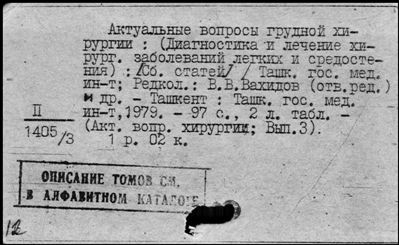 Актуальные вопросы грудной хи-
рургии : (Диагностика и лечение хи-
рург. заболеваний легких и средосте-
ния) : /Сб. статей/ / Ташк. гос. мед.
ин-т; Редкол.: В.В.Вахидов (отв.ред.)
и др. - Ташкент : Ташк. гос. мед.
ин-т, 1979. - 97 с., 2 л. табл. -
(Акт. вопр. хирургии; Вып.3).
1 р. 02 к.
П
1405/3
ОПИСАНИЕ ТОМОВ СМ.
В АЛФАВИТНОМ КАТАЛОГЕ
12